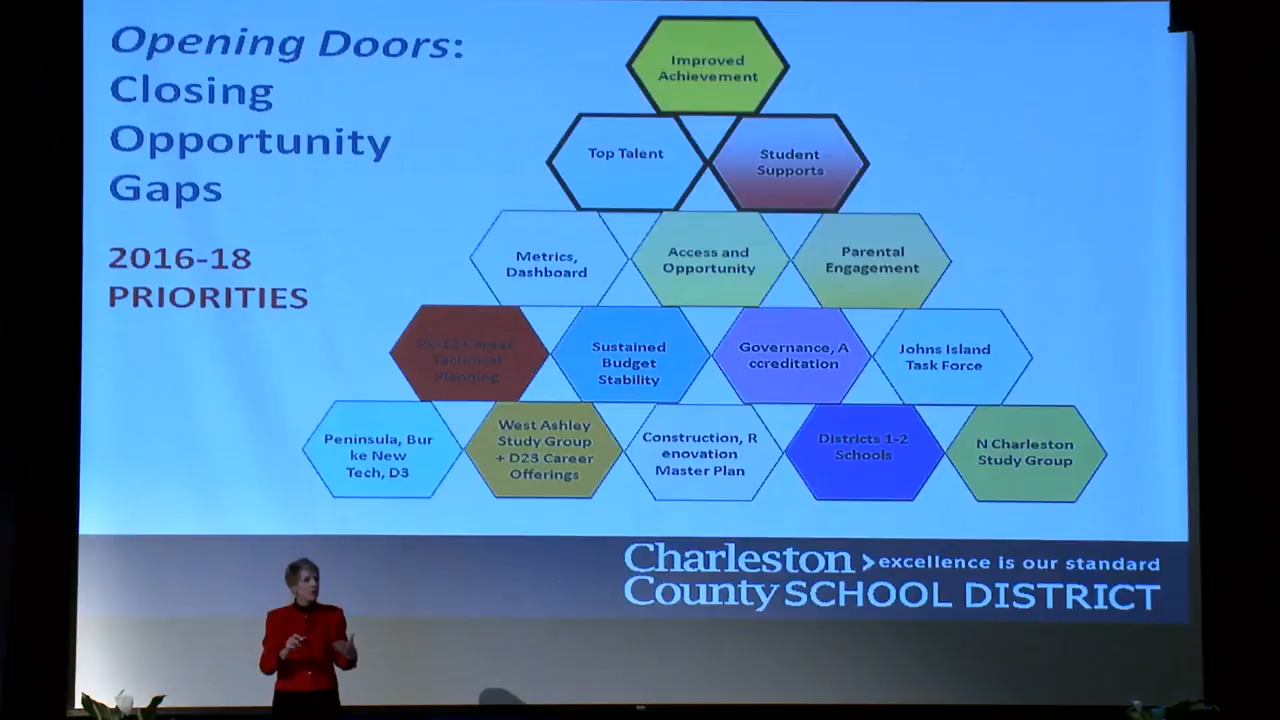 Opening Doors:
Closing
Opportunity
Gaps
2016-18
PRIORITIES
Improved
Achievement
Top Talent
Student
Supports
Metrics,
Dashboard
Access and
Opportunity
Parental
Engagement
Career
Technical
Planning
Sustained
Budget
Stability
Governance, A
ccreditation
Johns Island
Task Force
Peninsula, Bur
ke New
Tech, D3
West Ashley
Study Group
+ D23 Career
Offerings
Construction, R
enovation
Master Plan
Districts 1-2
Schools
N Charleston
Study Group
Charleston >excellence is our standard
County SCHOOL DISTRICT